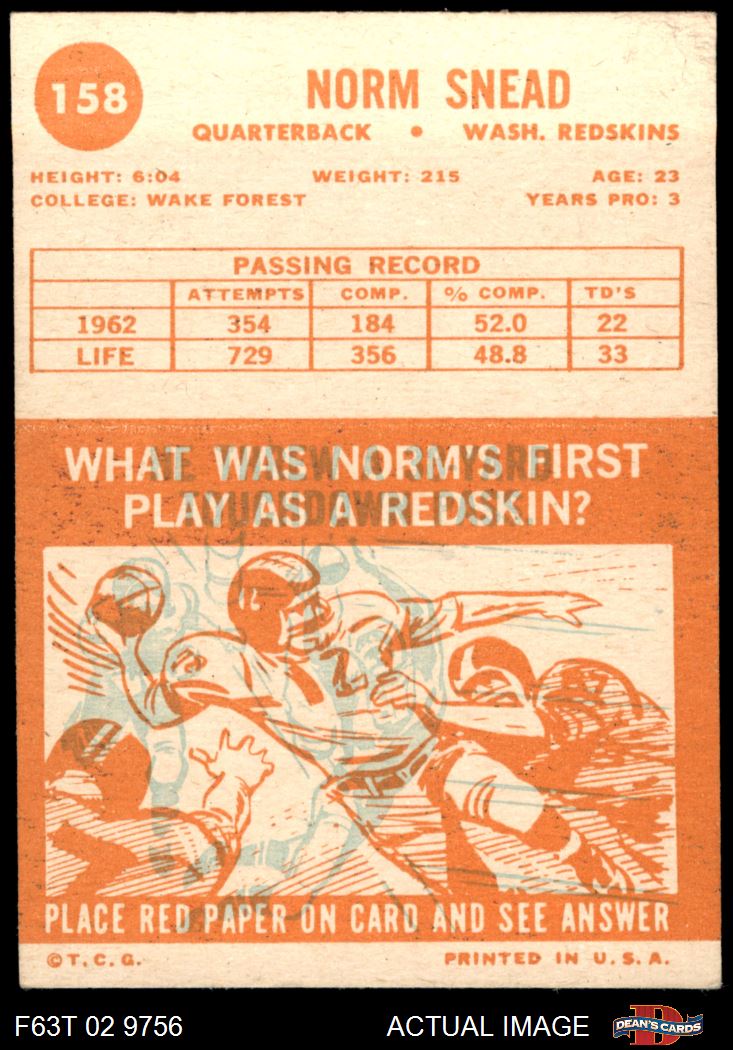 158
NORM SNEAD
QUARTERBACK • WASH. REDSKINS
HEIGHT: 6:04 WEIGHT: 215 AGE: 23
COLLEGE: WAKE FOREST YEARS PRO: 3
PASSING RECORD
ATTEMPTS COMP. % COMP. TD'S
1962 354 184 52.0 22
LIFE 729 356 48.8 33
WHAT WAS NORM'S FIRST
PLAY AS A REDSKIN?
PLACE RED PAPER ON CARD AND SEE ANSWER
©T.C.G. PRINTED IN U.S.A.
F63T 02 9756 ACTUAL IMAGE DEAN'S CARDS